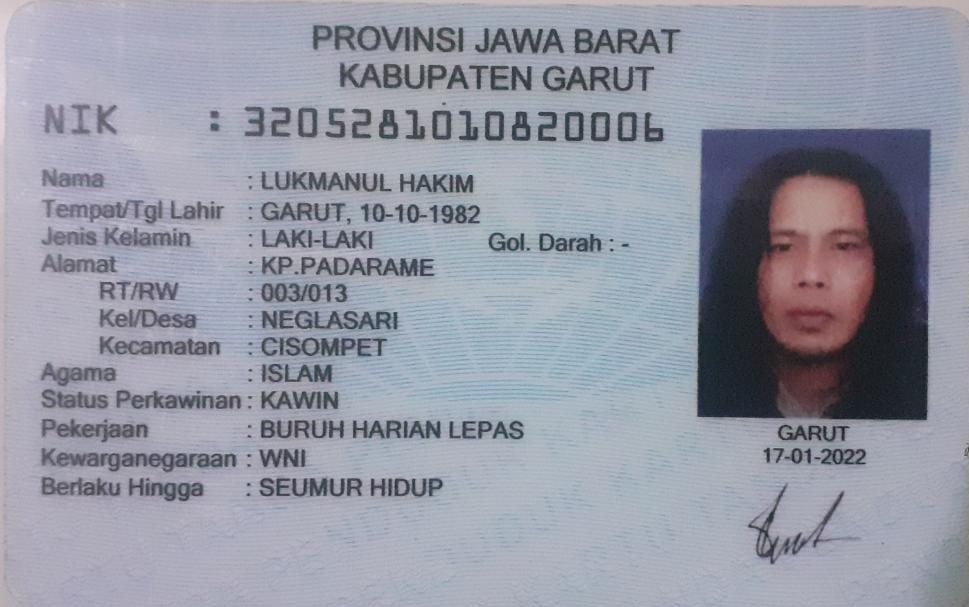 PROVINSI JAWA BARAT
KABUPATEN GARUT
NIK : 3205281010820006
Nama : LUKMANUL HAKIM
Tempat/Tgl Lahir : GARUT, 10-10-1982
Jenis Kelamin : LAKI-LAKI Gol. Darah : -
Alamat : KP.PADARAME
RT/RW : 003/013
Kel/Desa : NEGLASARI
Kecamatan : CISOMPET
Agama : ISLAM
Status Perkawinan : KAWIN
Pekerjaan : BURUH HARIAN LEPAS
Kewarganegaraan : WNI
Berlaku Hingga : SEUMUR HIDUP
GARUT
17-01-2022